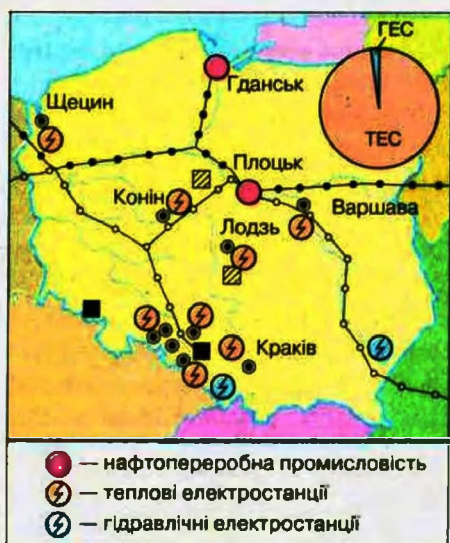 ГЕС
ТЕС
Гданськ
Щецин
Плоцьк
Конін
Варшава
Лодзь
Краків
— нафтопереробна промисловість
— теплові електростанції
— гідравлічні електростанції